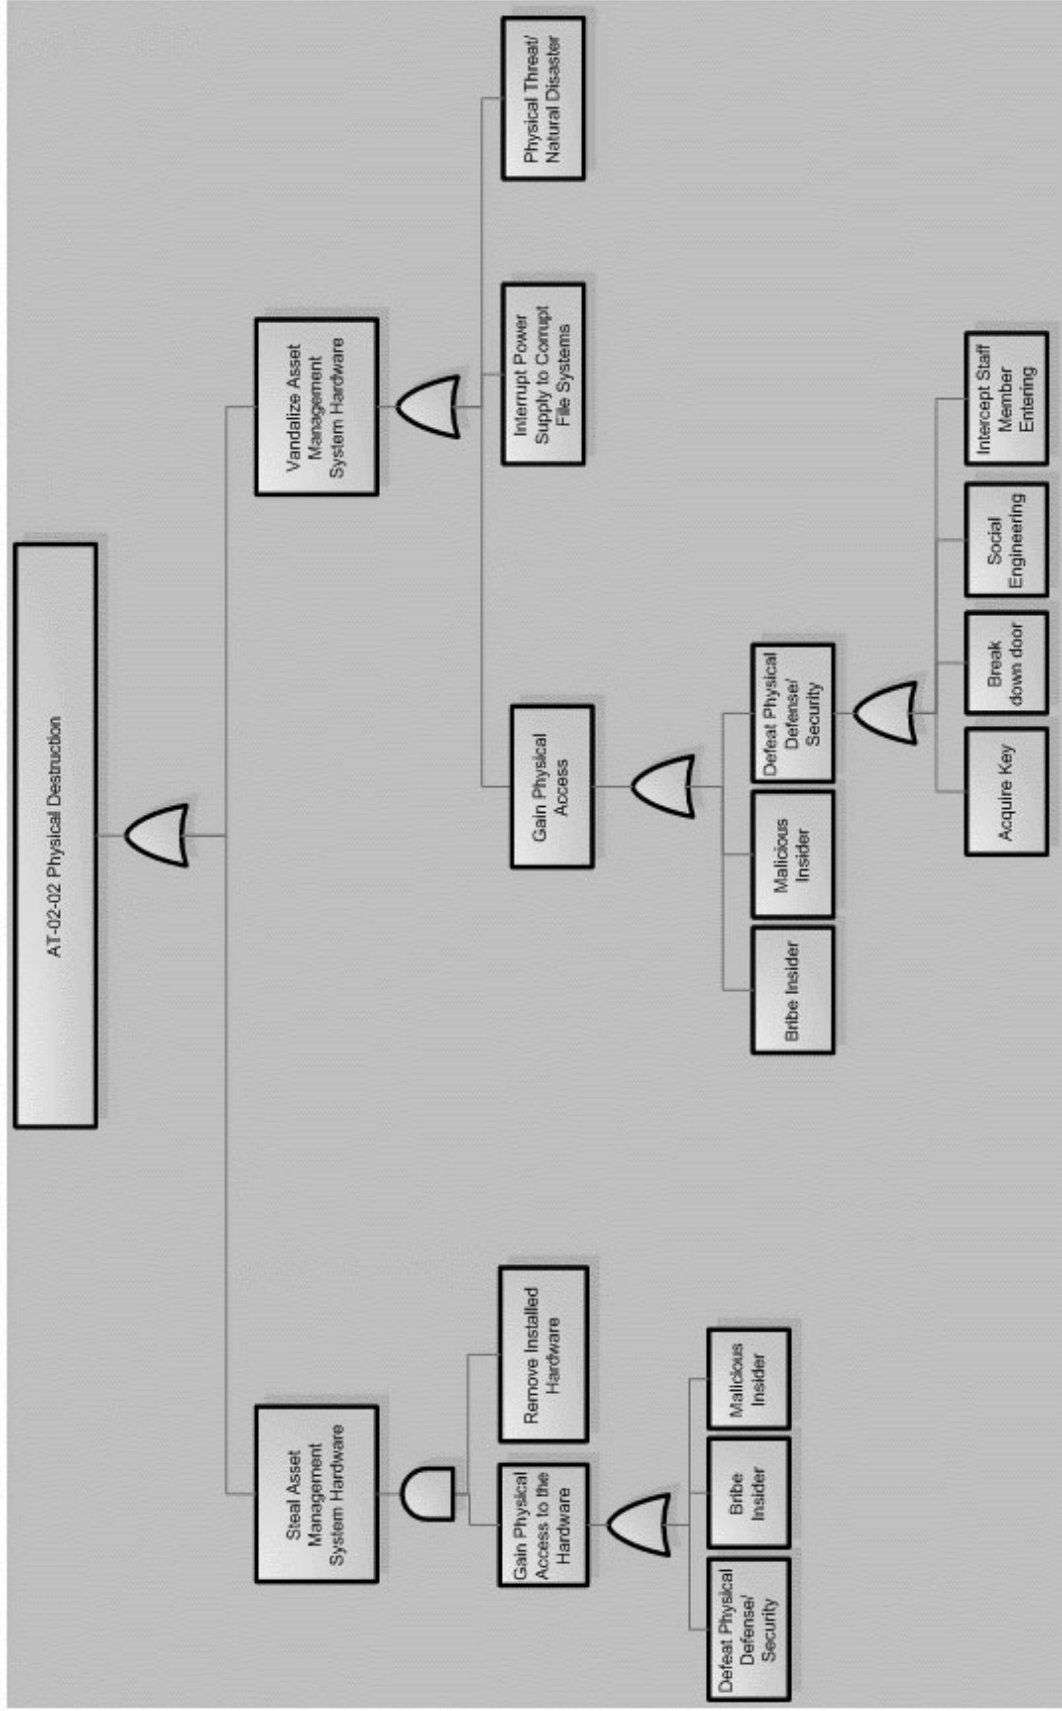 AT-02-02 Physical Destruction
Steal Asset
Management
System Hardware
Vandalize Asset
Management
System Hardware
Gain Physical
Access to the
Hardware
Remove Installed
Hardware
Gain Physical
Access
Interrupt Power
Supply to Corrupt
File Systems
Physical Threat/
Natural Disaster
Defeat Physical
Defense/
Security
Bribe
Insider
Malicious
Insider
Bribe Insider
Malicious
Insider
Defeat Physical
Defense/
Security
Acquire Key
Break
down door
Social
Engineering
Intercept Staff
Member
Entering